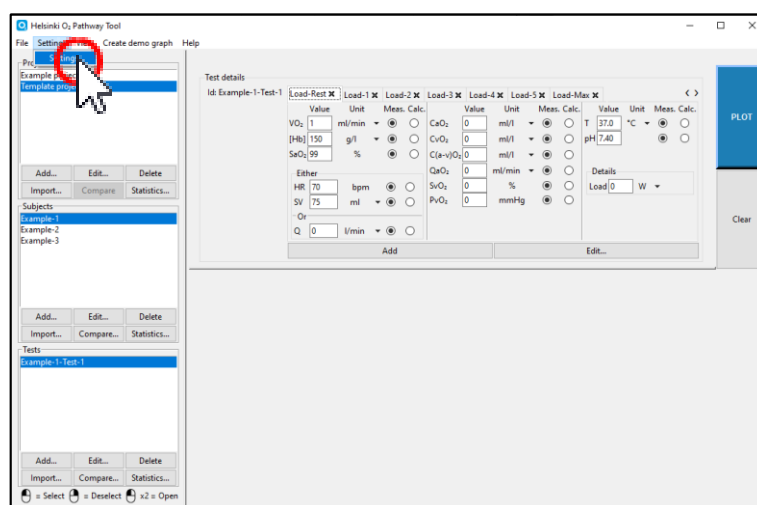 Helsinki O₂ Pathway Tool
File Create demo graph Help
Example
Template
Add... Edit... Delete
Import... Compare Statistics...
Subjects
Example-1
Example-2
Example-3
Add... Edit... Delete
Import... Compare... Statistics...
Tests
Example-1-Test-1
Add... Edit... Delete
Import... Compare... Statistics...
= Select = Deselect x2 = Open
Test details
Id: Example-1-Test-1
Load-Rest ✖ Load-1 ✖ Load-2 ✖ Load-3 ✖ Load-4 ✖ Load-5 ✖ Load-Max ✖ < >
Value Unit Meas. Calc. Value Unit Meas. Calc. Value Unit Meas. Calc.
VO₂ 1 ml/min CaO₂ 0 ml/l T 37.0 °C
[Hb] 150 g/l CvO₂ 0 ml/l pH 7.40
SaO₂ 99 % C(a-v)O₂ 0 ml/l
Either QaO₂ 0 ml/min Details
HR 70 bpm SvO₂ 0 % Load 0 W
SV 75 ml PvO₂ 0 mmHg
Or
Q 0 l/min
Add Edit...
PLOT
Clear